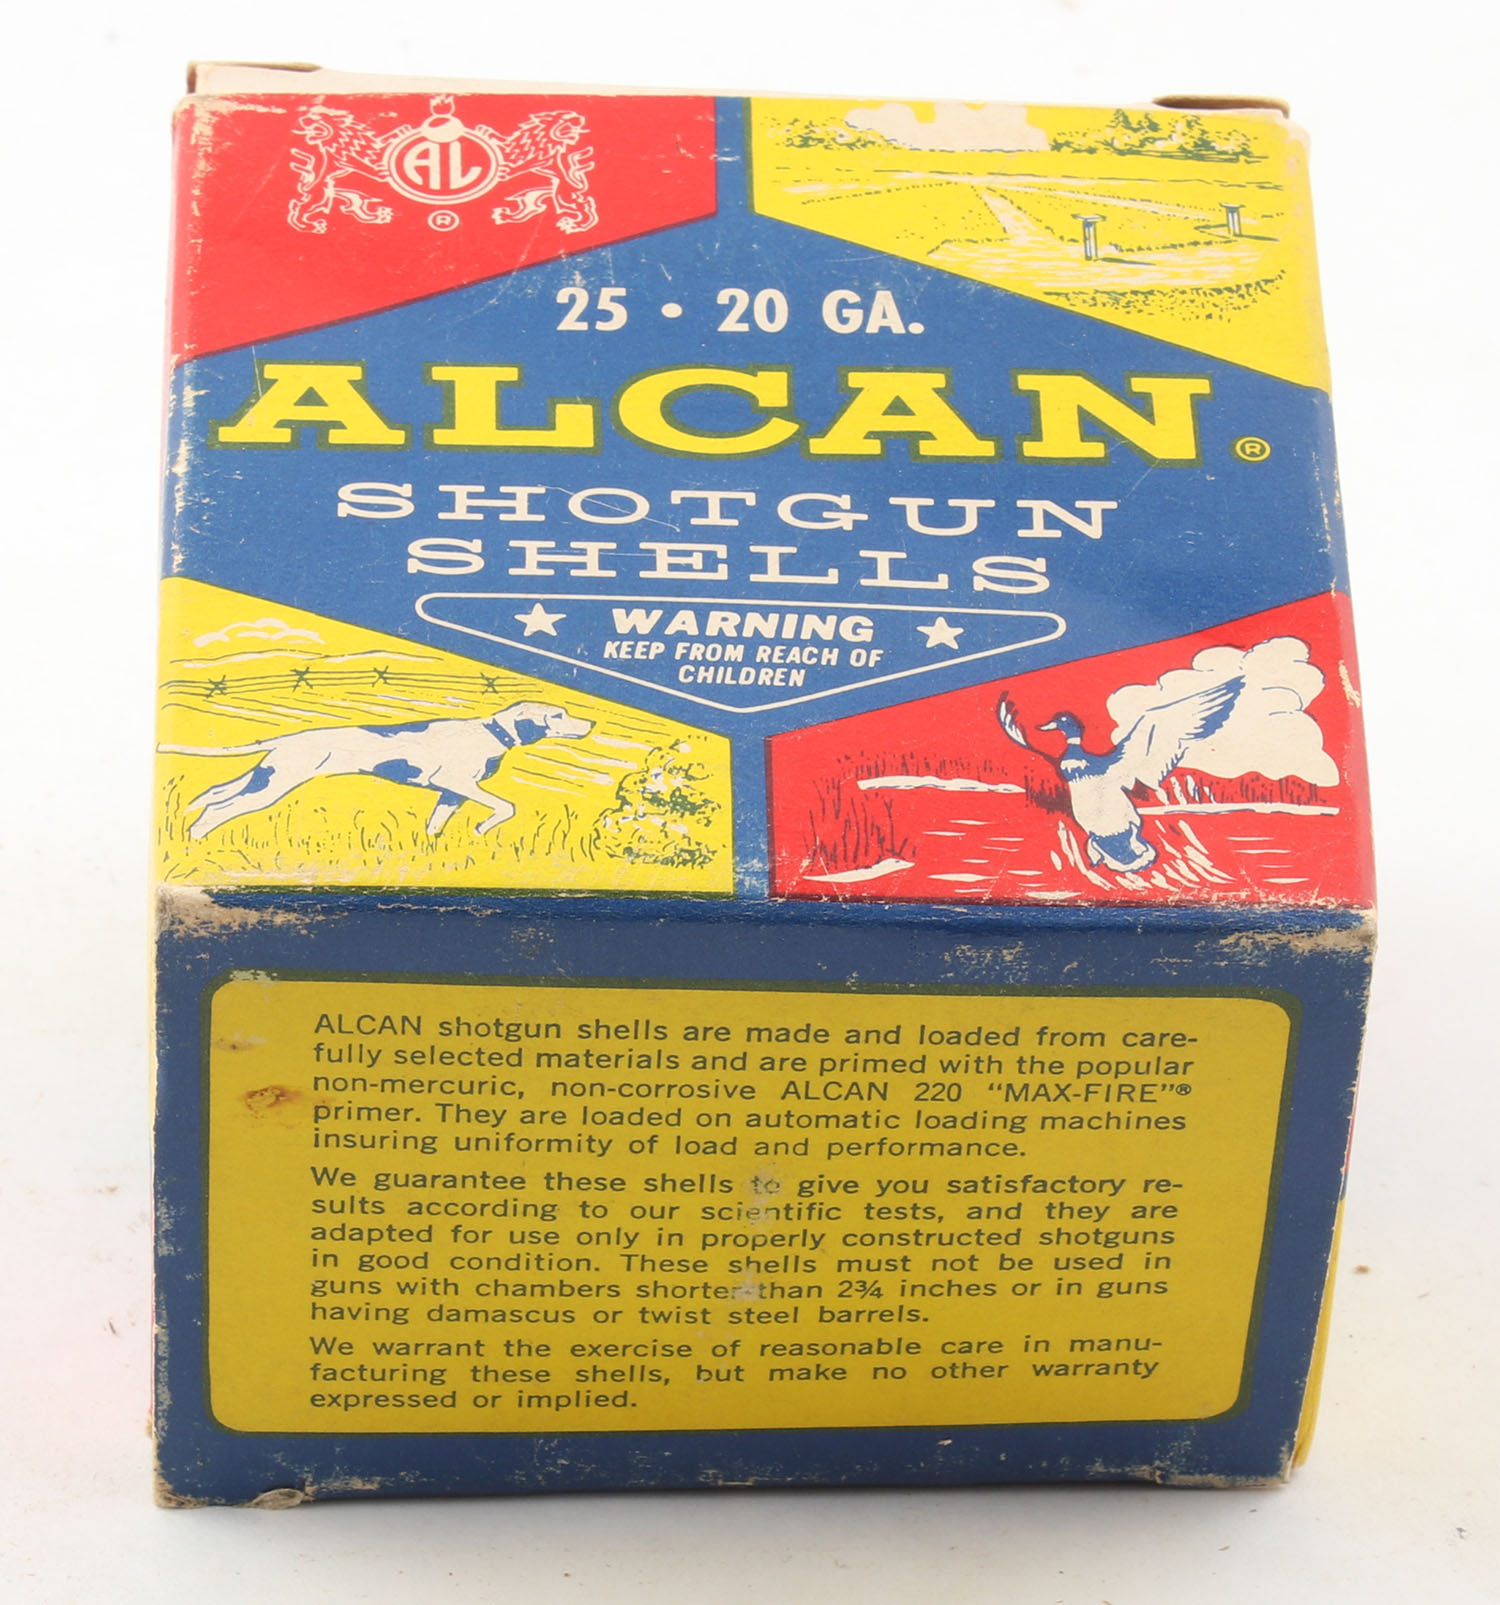 AL
®
25 • 20 GA.
ALCAN®
SHOTGUN
SHELLS
★ WARNING ★
KEEP FROM REACH OF
CHILDREN
ALCAN shotgun shells are made and loaded from care-
fully selected materials and are primed with the popular
non-mercuric, non-corrosive ALCAN 220 “MAX-FIRE”®
primer. They are loaded on automatic loading machines
insuring uniformity of load and performance.
We guarantee these shells to give you satisfactory re-
sults according to our scientific tests, and they are
adapted for use only in properly constructed shotguns
in good condition. These shells must not be used in
guns with chambers shorter than 2¾ inches or in guns
having damascus or twist steel barrels.
We warrant the exercise of reasonable care in manu-
facturing these shells, but make no other warranty
expressed or implied.